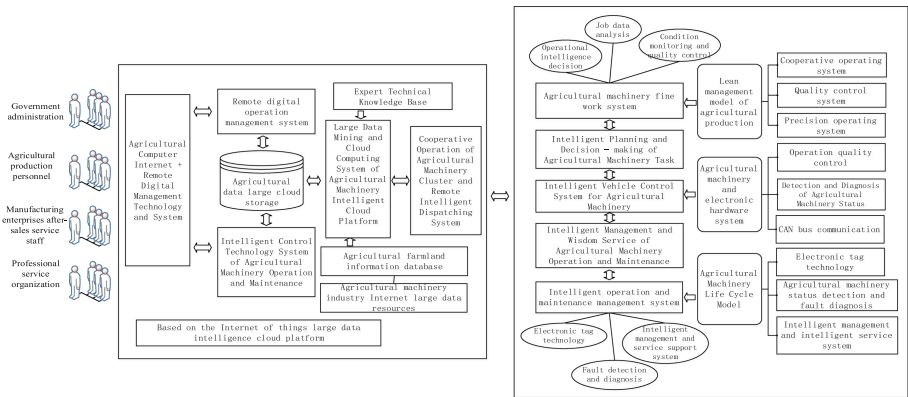 Government
administration
Agricultural
production
personnel
Manufacturing
enterprises after-
sales service
staff
Professional
service
organization
Agricultural
Computer
Internet +
Remote
Digital
Management
Technology
and System
Remote digital
operation
management system
Agricultural
data large cloud
storage
Intelligent Control
Technology System
of Agricultural
Machinery Operation
and Maintenance
Expert Technical
Knowledge Base
Large Data
Mining and
Cloud
Computing
System of
Agricultural
Machinery
Intelligent
Cloud
Platform
Cooperative
Operation of
Agricultural
Machinery
Cluster and
Remote
Intelligent
Dispatching
System
Agricultural farmland
information database
Agricultural machinery
industry Internet large data
resources
Based on the Internet of things large data
intelligence cloud platform
Operational
intelligence
decision
Job data
analysis
Condition
monitoring and
quality control
Agricultural machinery fine
work system
Intelligent Planning and
Decision - making of
Agricultural Machinery Task
Intelligent Vehicle Control
System for Agricultural
Machinery
Intelligent Management and
Wisdom Service of
Agricultural Machinery
Operation and Maintenance
Intelligent operation and
maintenance management system
Electronic tag
technology
Fault detection
and diagnosis
Intelligent
management and
service support
system
Lean
management
model of
agricultural
production
Cooperative operating
system
Quality control
system
Precision operating
system
Agricultural
machinery
and
electronic
hardware
system
Operation quality
control
Detection and Diagnosis
of Agricultural
Machinery Status
CAN bus communication
Agricultural
Machinery
Life Cycle
Model
Electronic tag
technology
Agricultural machinery
status detection and
fault diagnosis
Intelligent management
and intelligent service
system